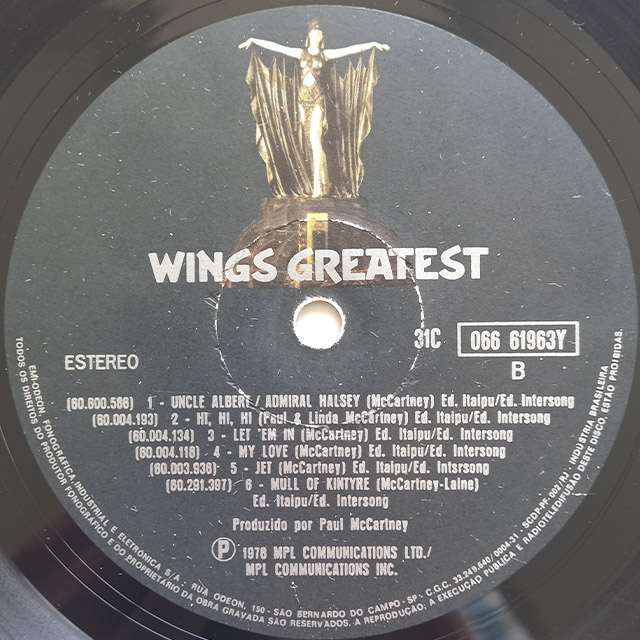 WINGS GREATEST
31C 066 61963Y
ESTEREO
B
(60.600.586) 1 - UNCLE ALBERT / ADMIRAL HALSEY (McCartney) Ed. Itaipu/Ed. Intersong
(60.004.193) 2 - HI, HI, HI (Paul & Linda McCartney) Ed. Itaipu/Ed. Intersong
(60.004.134) 3 - LET 'EM IN (McCartney) Ed. Itaipu/Ed. Intersong
(60.004.118) 4 - MY LOVE (McCartney) Ed. Itaipu/Ed. Intersong
(60.003.938) 5 - JET (McCartney) Ed. Itaipu/Ed. Intersong
(60.291.397) 6 - MULL OF KINTYRE (McCartney-Laine)
Ed. Itaipu/Ed. Intersong
Produzido por Paul McCartney
Ⓟ 1978 MPL COMMUNICATIONS LTD./
MPL COMMUNICATIONS INC.
EMI-ODEON, FONOGRÁFICA, INDUSTRIAL E ELETRONICA S/A - RUA ODEON, 150 - SÃO BERNARDO DO CAMPO - SP - C.G.C. 33.249.640/0004-31 - SCDP-PF-002/RJ. INDÚSTRIA BRASILEIRA
TODOS OS DIREITOS DO PRODUTOR FONOGRÁFICO E DO PROPRIETÁRIO DA OBRA GRAVADA SÃO RESERVADOS. A REPRODUÇÃO, A EXECUÇÃO PÚBLICA E RADIOTELEDIFUSÃO DESTE DISCO, ESTÃO PROIBIDAS.